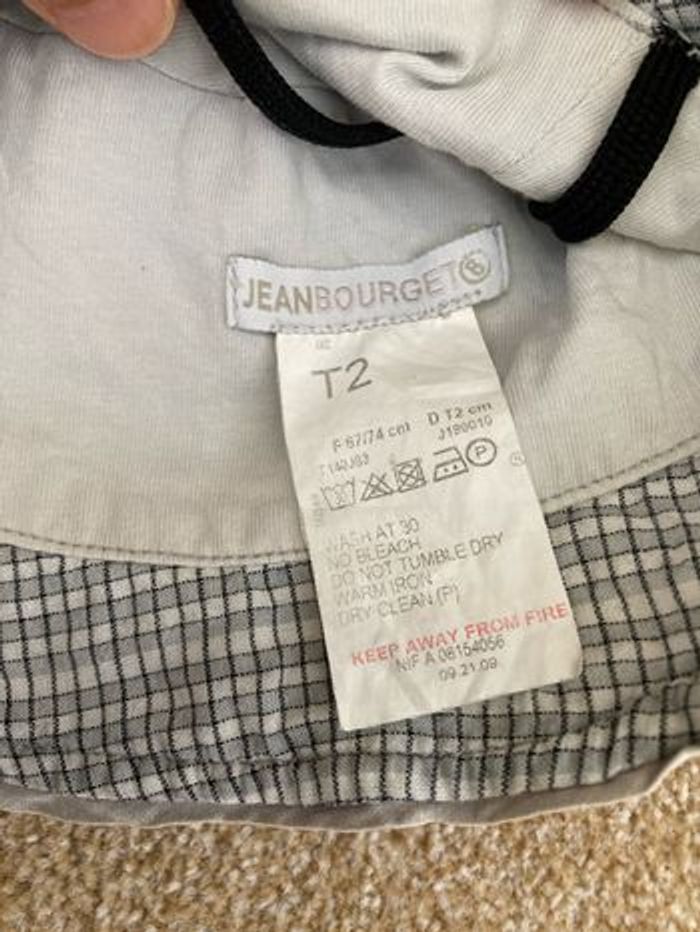 JEANBOURGET
T2
F 67/74 cm D T2 cm
J190010
WASH AT 30
NO BLEACH
DO NOT TUMBLE DRY
WARM IRON
DRY CLEAN (P)
KEEP AWAY FROM FIRE
NIF A 08154056
09.21.09